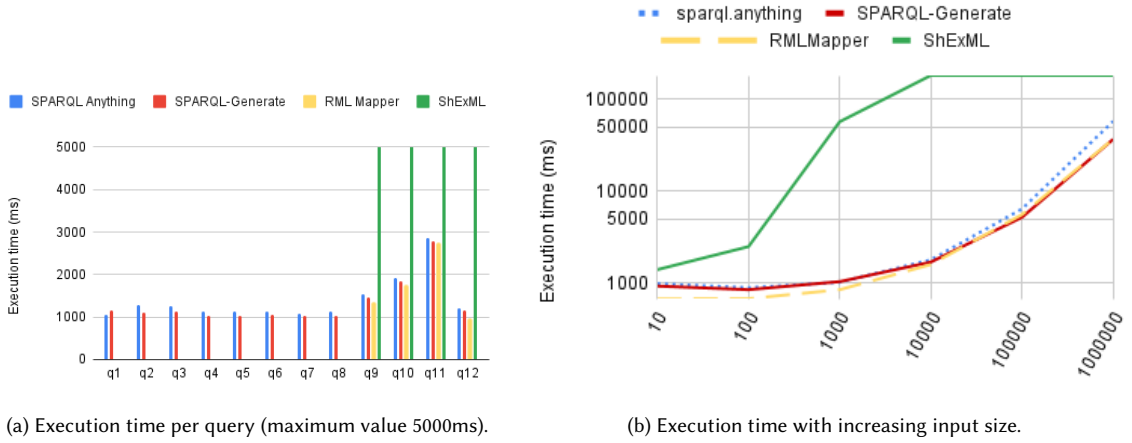 SPARQL Anything SPARQL-Generate RML Mapper ShExML
Execution time (ms)
5000
4000
3000
2000
1000
0
q1 q2 q3 q4 q5 q6 q7 q8 q9 q10 q11 q12
(a) Execution time per query (maximum value 5000ms).
sparql.anything SPARQL-Generate
RMLMapper ShExML
Execution time (ms)
100000
50000
10000
5000
1000
10 100 1000 10000 100000 1000000
(b) Execution time with increasing input size.